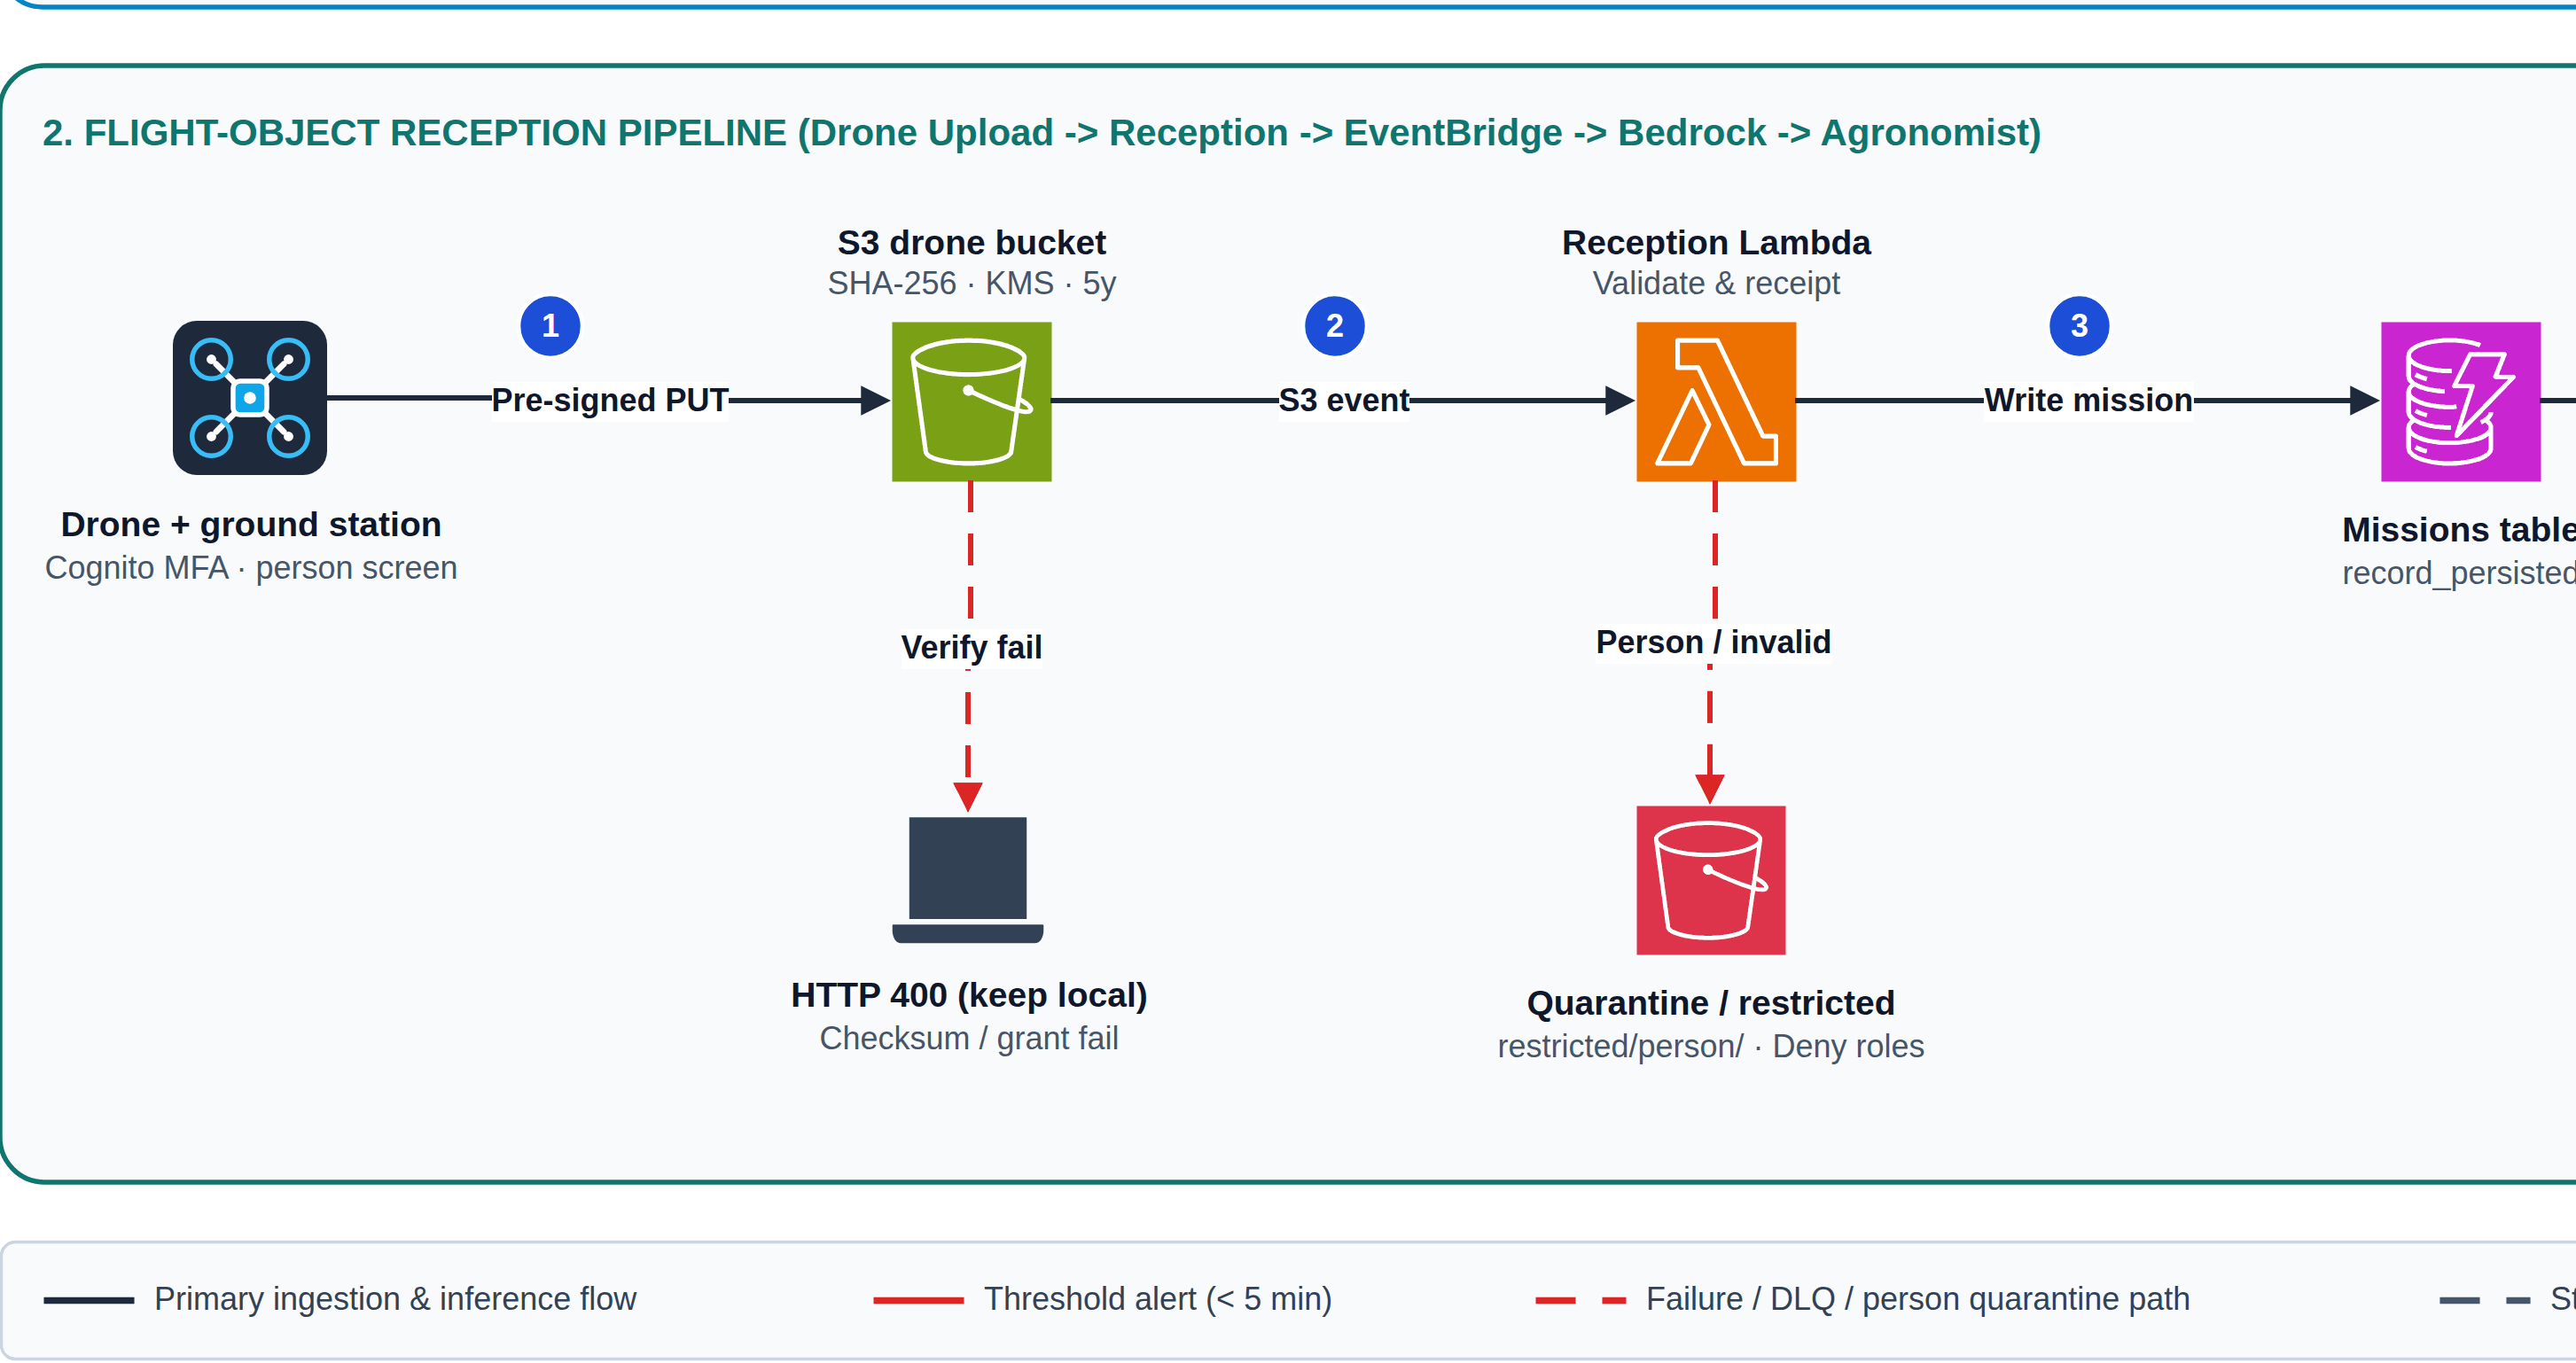 2. FLIGHT-OBJECT RECEPTION PIPELINE (Drone Upload -> Reception -> EventBridge -> Bedrock -> Agronomist)
S3 drone bucket
SHA-256 · KMS · 5y
Reception Lambda
Validate & receipt
1
2
3
Pre-signed PUT
S3 event
Write mission
Drone + ground station
Cognito MFA · person screen
Missions table
record_persisted
Verify fail
Person / invalid
HTTP 400 (keep local)
Checksum / grant fail
Quarantine / restricted
restricted/person/ · Deny roles
Primary ingestion & inference flow
Threshold alert (< 5 min)
Failure / DLQ / person quarantine path